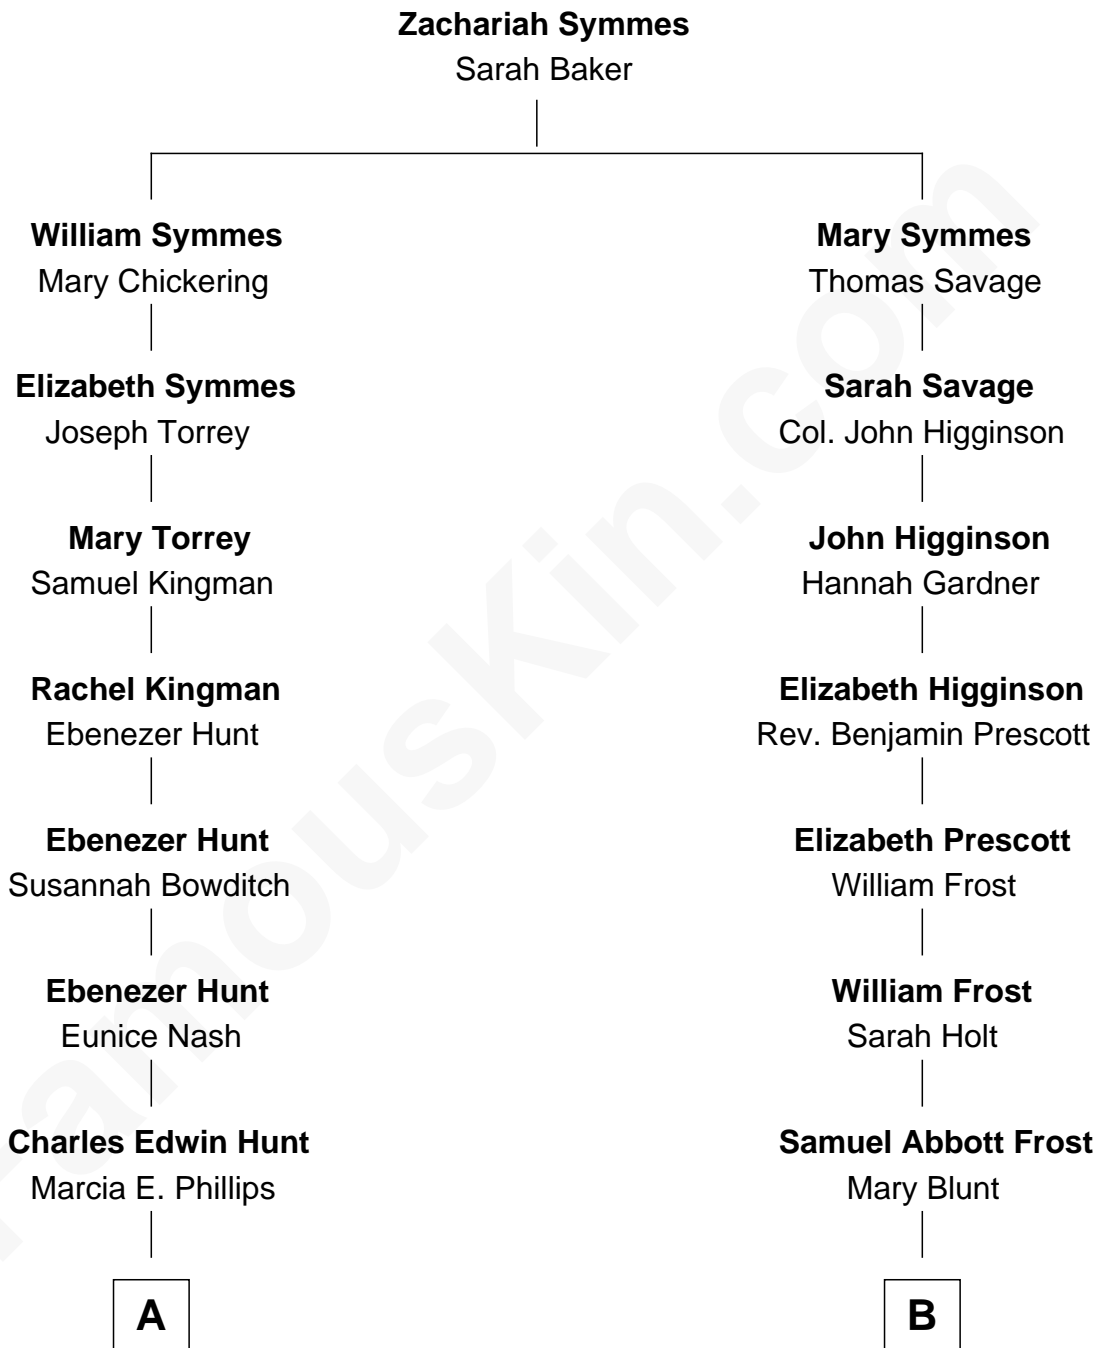 Zachariah Symmes
Sarah Baker
William Symmes
Mary Chickering
Elizabeth Symmes
Joseph Torrey
Mary Torrey
Samuel Kingman
Rachel Kingman
Ebenezer Hunt
Ebenezer Hunt
Susannah Bowditch
Ebenezer Hunt
Eunice Nash
Charles Edwin Hunt
Marcia E. Phillips
A
Mary Symmes
Thomas Savage
Sarah Savage
Col. John Higginson
John Higginson
Hannah Gardner
Elizabeth Higginson
Rev. Benjamin Prescott
Elizabeth Prescott
William Frost
William Frost
Sarah Holt
Samuel Abbott Frost
Mary Blunt
B
FamousKin.com